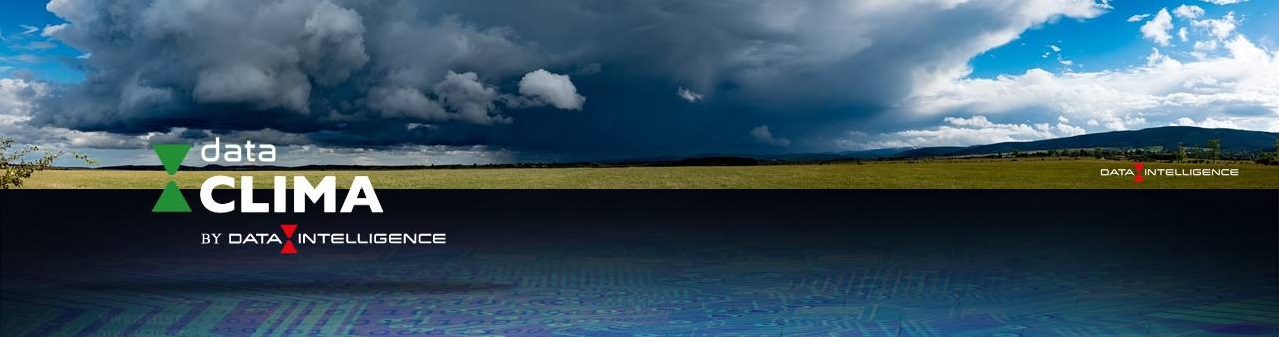 data
CLIMA
BY DATA INTELLIGENCE
DATA INTELLIGENCE